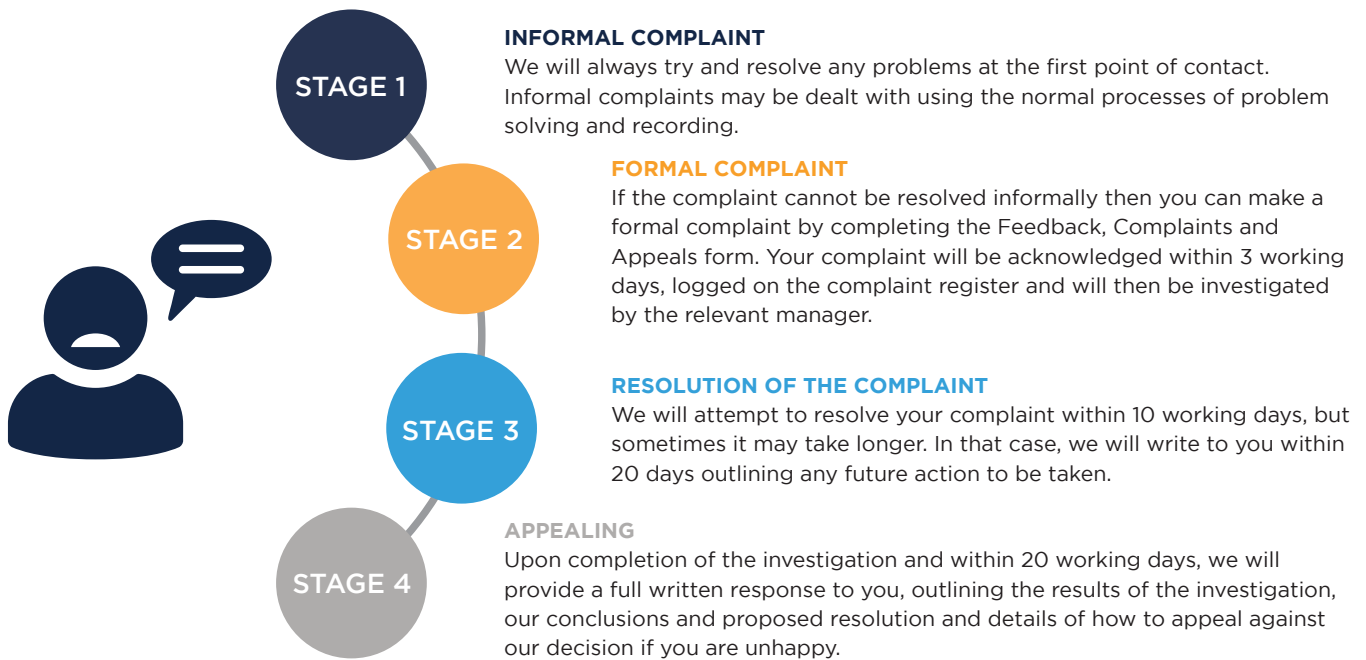 STAGE 1
INFORMAL COMPLAINT
We will always try and resolve any problems at the first point of contact.
Informal complaints may be dealt with using the normal processes of problem
solving and recording.
STAGE 2
FORMAL COMPLAINT
If the complaint cannot be resolved informally then you can make a
formal complaint by completing the Feedback, Complaints and
Appeals form. Your complaint will be acknowledged within 3 working
days, logged on the complaint register and will then be investigated
by the relevant manager.
STAGE 3
RESOLUTION OF THE COMPLAINT
We will attempt to resolve your complaint within 10 working days, but
sometimes it may take longer. In that case, we will write to you within
20 days outlining any future action to be taken.
STAGE 4
APPEALING
Upon completion of the investigation and within 20 working days, we will
provide a full written response to you, outlining the results of the investigation,
our conclusions and proposed resolution and details of how to appeal against
our decision if you are unhappy.